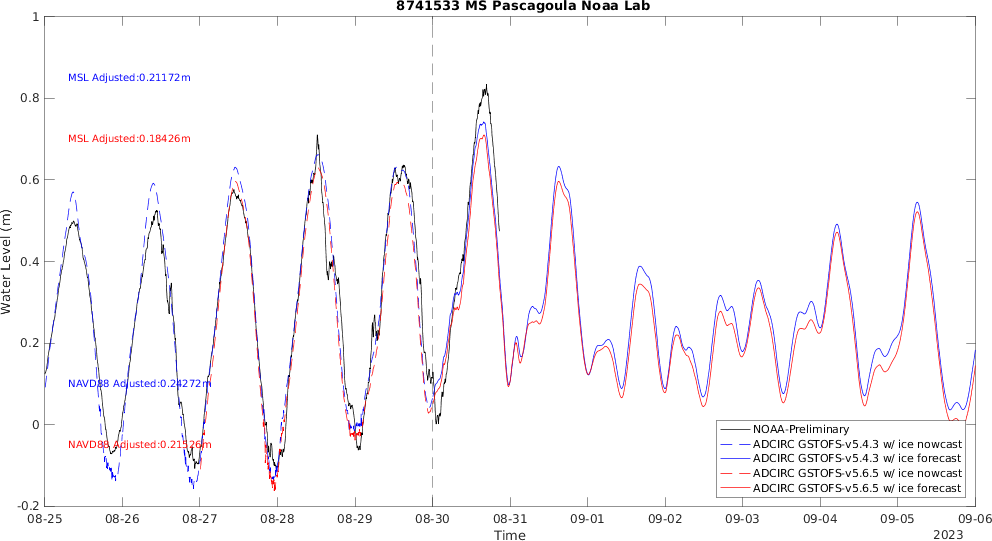 8741533 MS Pascagoula Noaa Lab
1
0.8
0.6
0.4
0.2
0
-0.2
Water Level (m)
MSL Adjusted:0.21172m
MSL Adjusted:0.18426m
NAVD88 Adjusted:0.24272m
NAVD88 Adjusted:0.21526m
NOAA-Preliminary
ADCIRC GSTOFS-v5.4.3 w/ ice nowcast
ADCIRC GSTOFS-v5.4.3 w/ ice forecast
ADCIRC GSTOFS-v5.6.5 w/ ice nowcast
ADCIRC GSTOFS-v5.6.5 w/ ice forecast
08-25 08-26 08-27 08-28 08-29 08-30 08-31 09-01 09-02 09-03 09-04 09-05 09-06
Time
2023